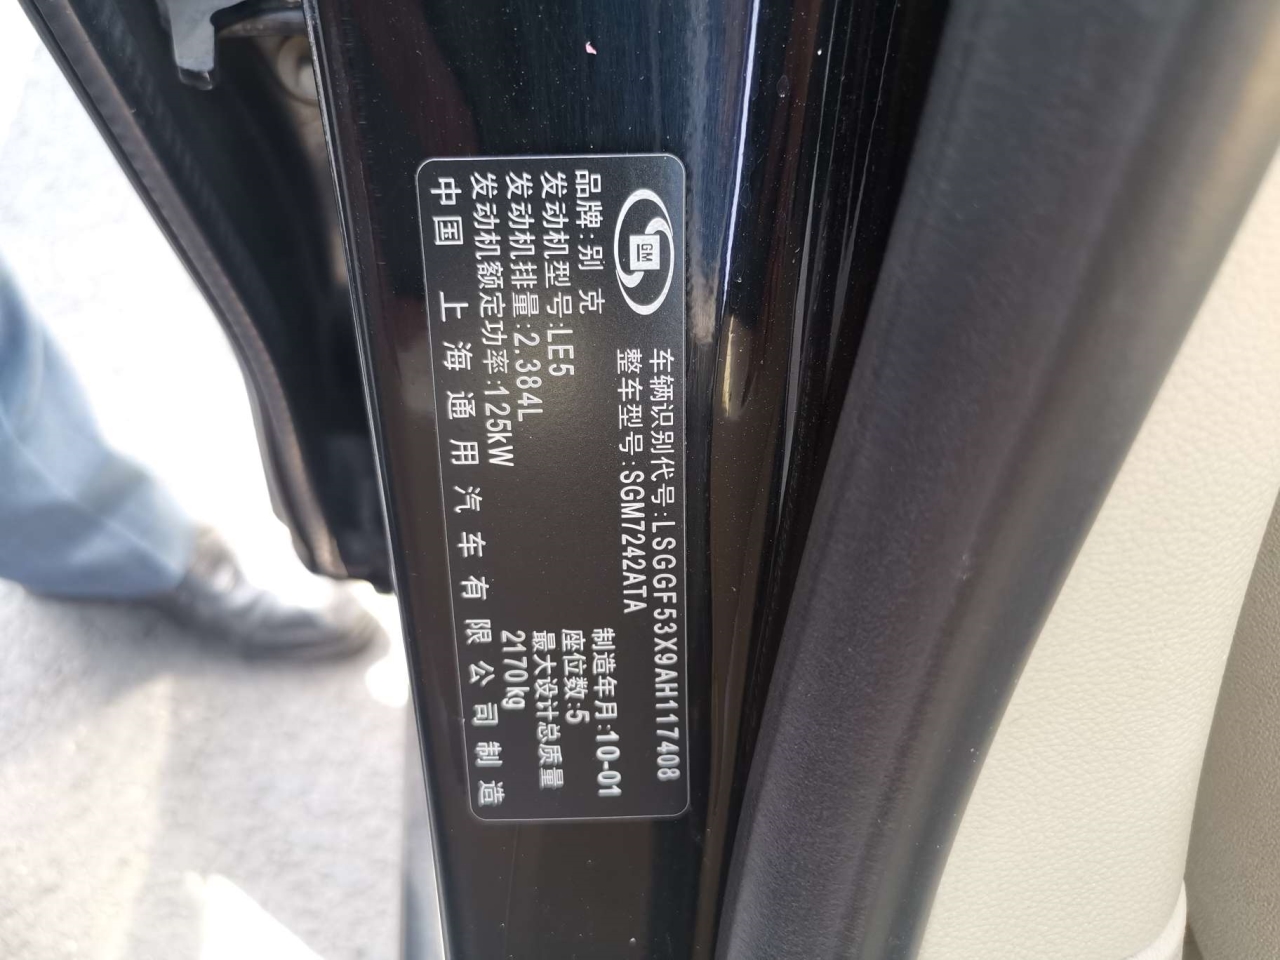 GM
车辆识别代号:LSGGF53X9AH117408
整车型号:SGM7242ATA
品牌:别克
制造年月:10-01
发动机型号:LE5
座位数:5
发动机排量:2.384L
最大设计总质量
发动机额定功率:125kW
2170kg
中国 上海通用汽车有限公司制造